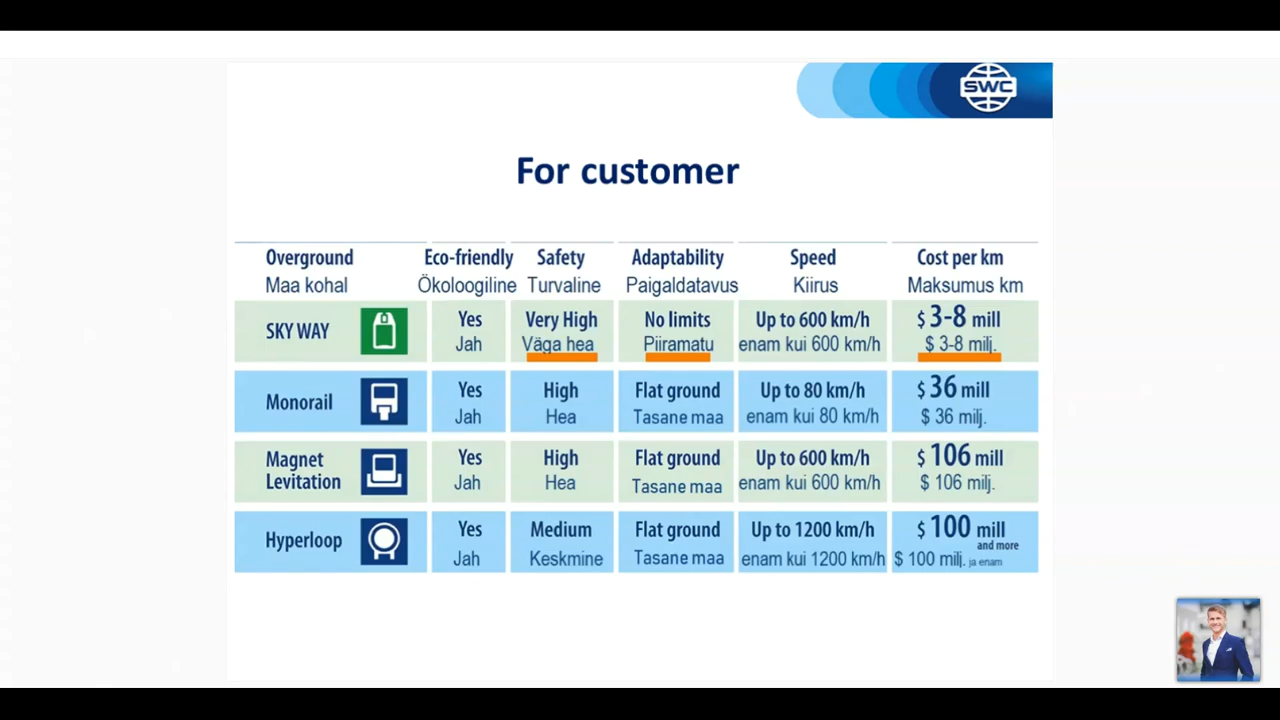 SWC
For customer
Overground Eco-friendly Safety Adaptability Speed Cost per km
Maa kohal Ökoloogiline Turvaline Paigaldatavus Kiirus Maksumus km
SKY WAY Yes Very High No limits Up to 600 km/h $ 3-8 mill
Jah Väga hea Piiramatu enam kui 600 km/h $ 3-8 milj.
Monorail Yes High Flat ground Up to 80 km/h $ 36 mill
Jah Hea Tasane maa enam kui 80 km/h $ 36 milj.
Magnet Yes High Flat ground Up to 600 km/h $ 106 mill
Levitation Jah Hea Tasane maa enam kui 600 km/h $ 106 milj.
Hyperloop Yes Medium Flat ground Up to 1200 km/h $ 100 mill
and more
Jah Keskmine Tasane maa enam kui 1200 km/h $ 100 milj. ja enam